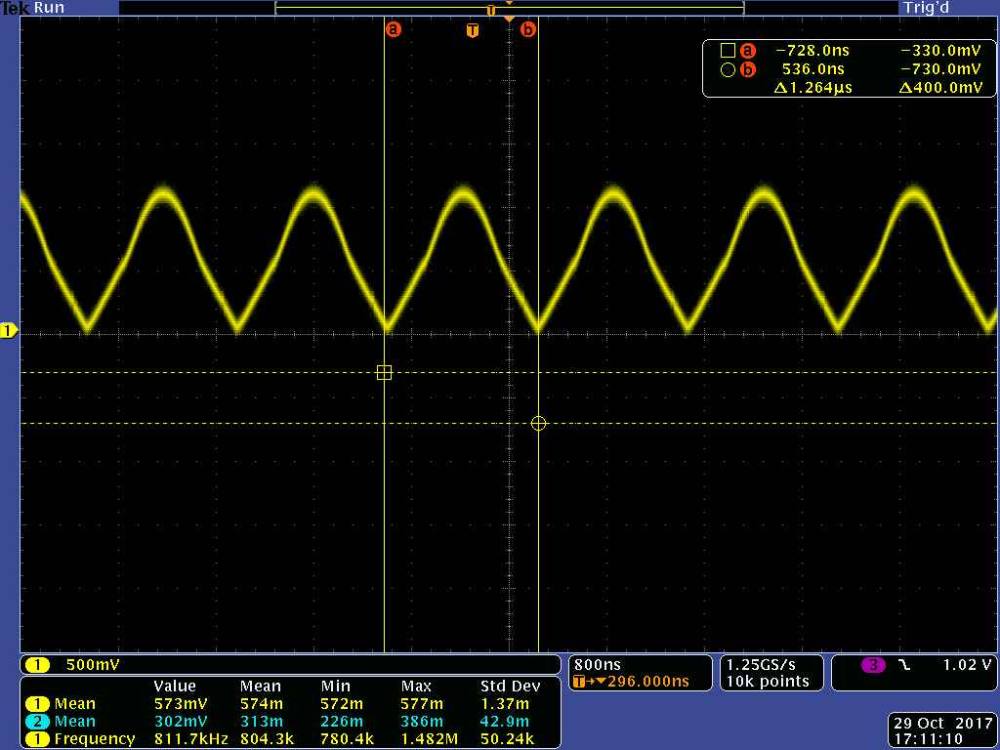 Tek Run Trig'd
T
a T b
a −728.0ns −330.0mV
b 536.0ns −730.0mV
Δ1.264µs Δ400.0mV
1
1 500mV
800ns
T→▼296.000ns
1.25GS/s
10k points
3 1.02 V
Value Mean Min Max Std Dev
1 Mean 573mV 574m 572m 577m 1.37m
2 Mean 302mV 313m 226m 386m 42.9m
1 Frequency 811.7kHz 804.3k 780.4k 1.482M 50.24k
29 Oct 2017
17:11:10